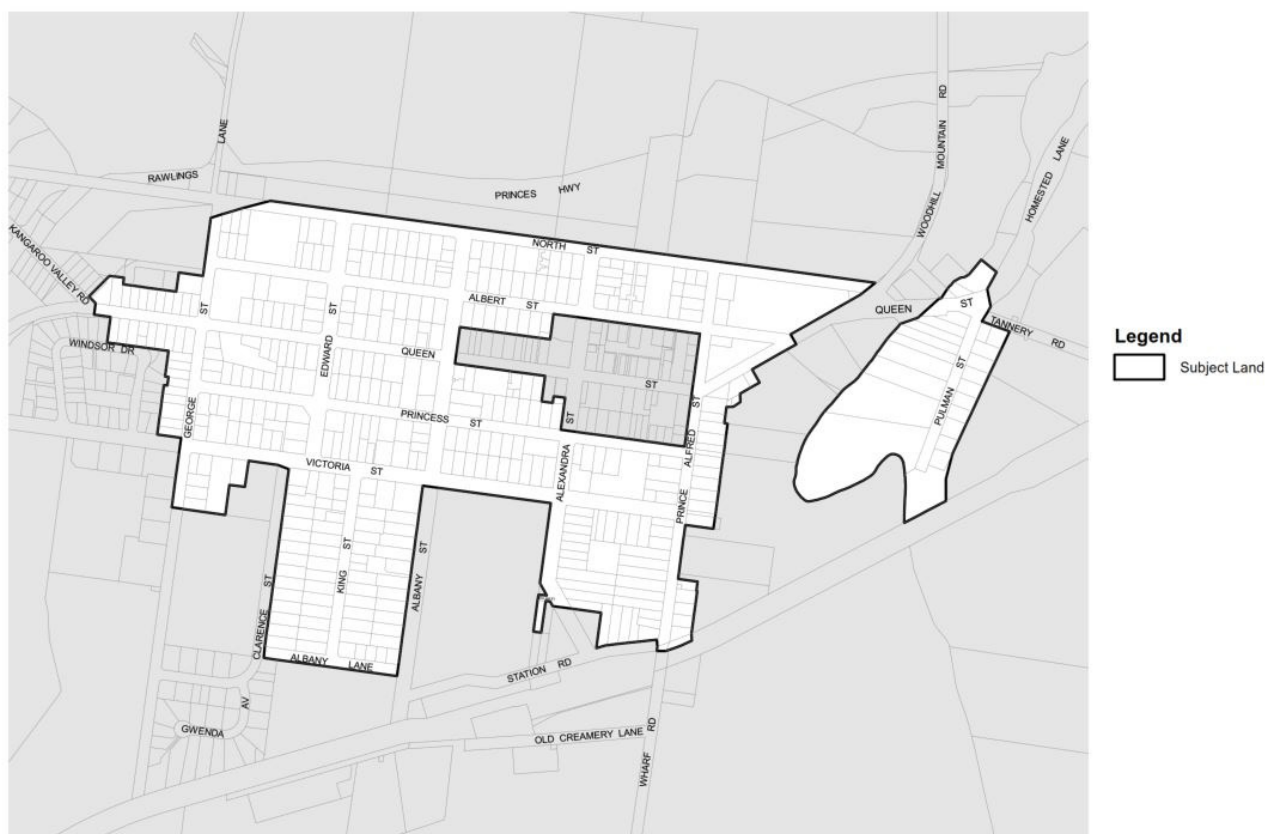 RAWLINGS LANE
PRINCES HWY
WOODHILL MOUNTAIN RD
HOMESTED LANE
KANGAROO VALLEY RD
NORTH ST
ALBERT ST
QUEEN ST
QUEEN ST
TANNERY RD
WINDSOR DR
EDWARD ST
GEORGE ST
PRINCESS ST
PULMAN ST
VICTORIA ST
ALEXANDRA ST
PRINCE ALFRED ST
KING ST
ALBANY ST
CLARENCE ST
ALBANY LANE
STATION RD
GWENDA AV
OLD CREAMERY LANE
WHARF RD
Legend
Subject Land